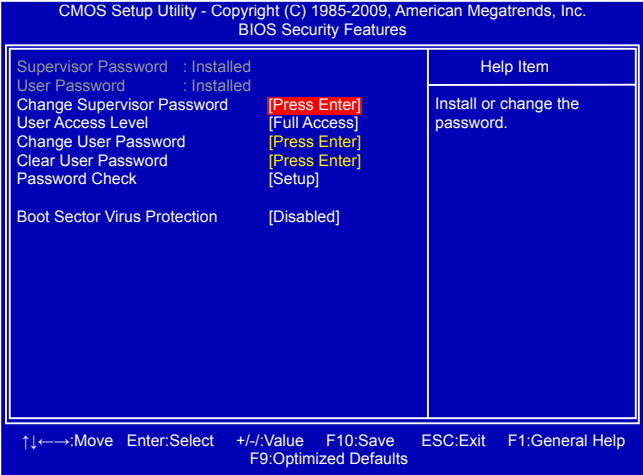 CMOS Setup Utility - Copyright (C) 1985-2009, American Megatrends, Inc.
BIOS Security Features
Supervisor Password : Installed
User Password : Installed
Change Supervisor Password [Press Enter]
User Access Level [Full Access]
Change User Password [Press Enter]
Clear User Password [Press Enter]
Password Check [Setup]
Boot Sector Virus Protection [Disabled]
Help Item
Install or change the
password.
↑↓←→:Move Enter:Select +/-/:Value F10:Save ESC:Exit F1:General Help
F9:Optimized Defaults